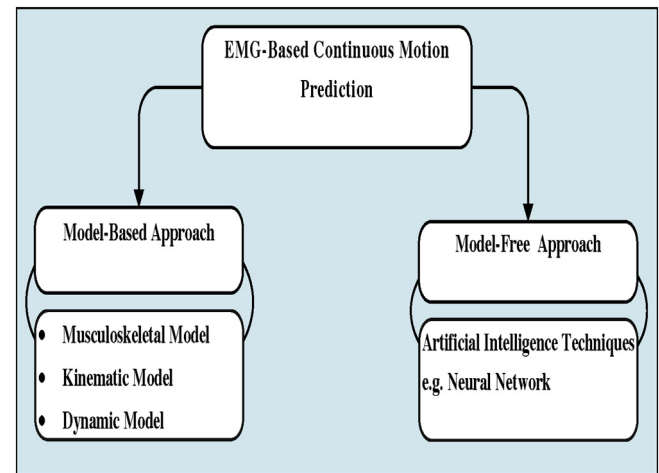 EMG-Based Continuous Motion
Prediction
Model-Based Approach
• Musculoskeletal Model
• Kinematic Model
• Dynamic Model
Model-Free Approach
Artificial Intelligence Techniques
e.g. Neural Network